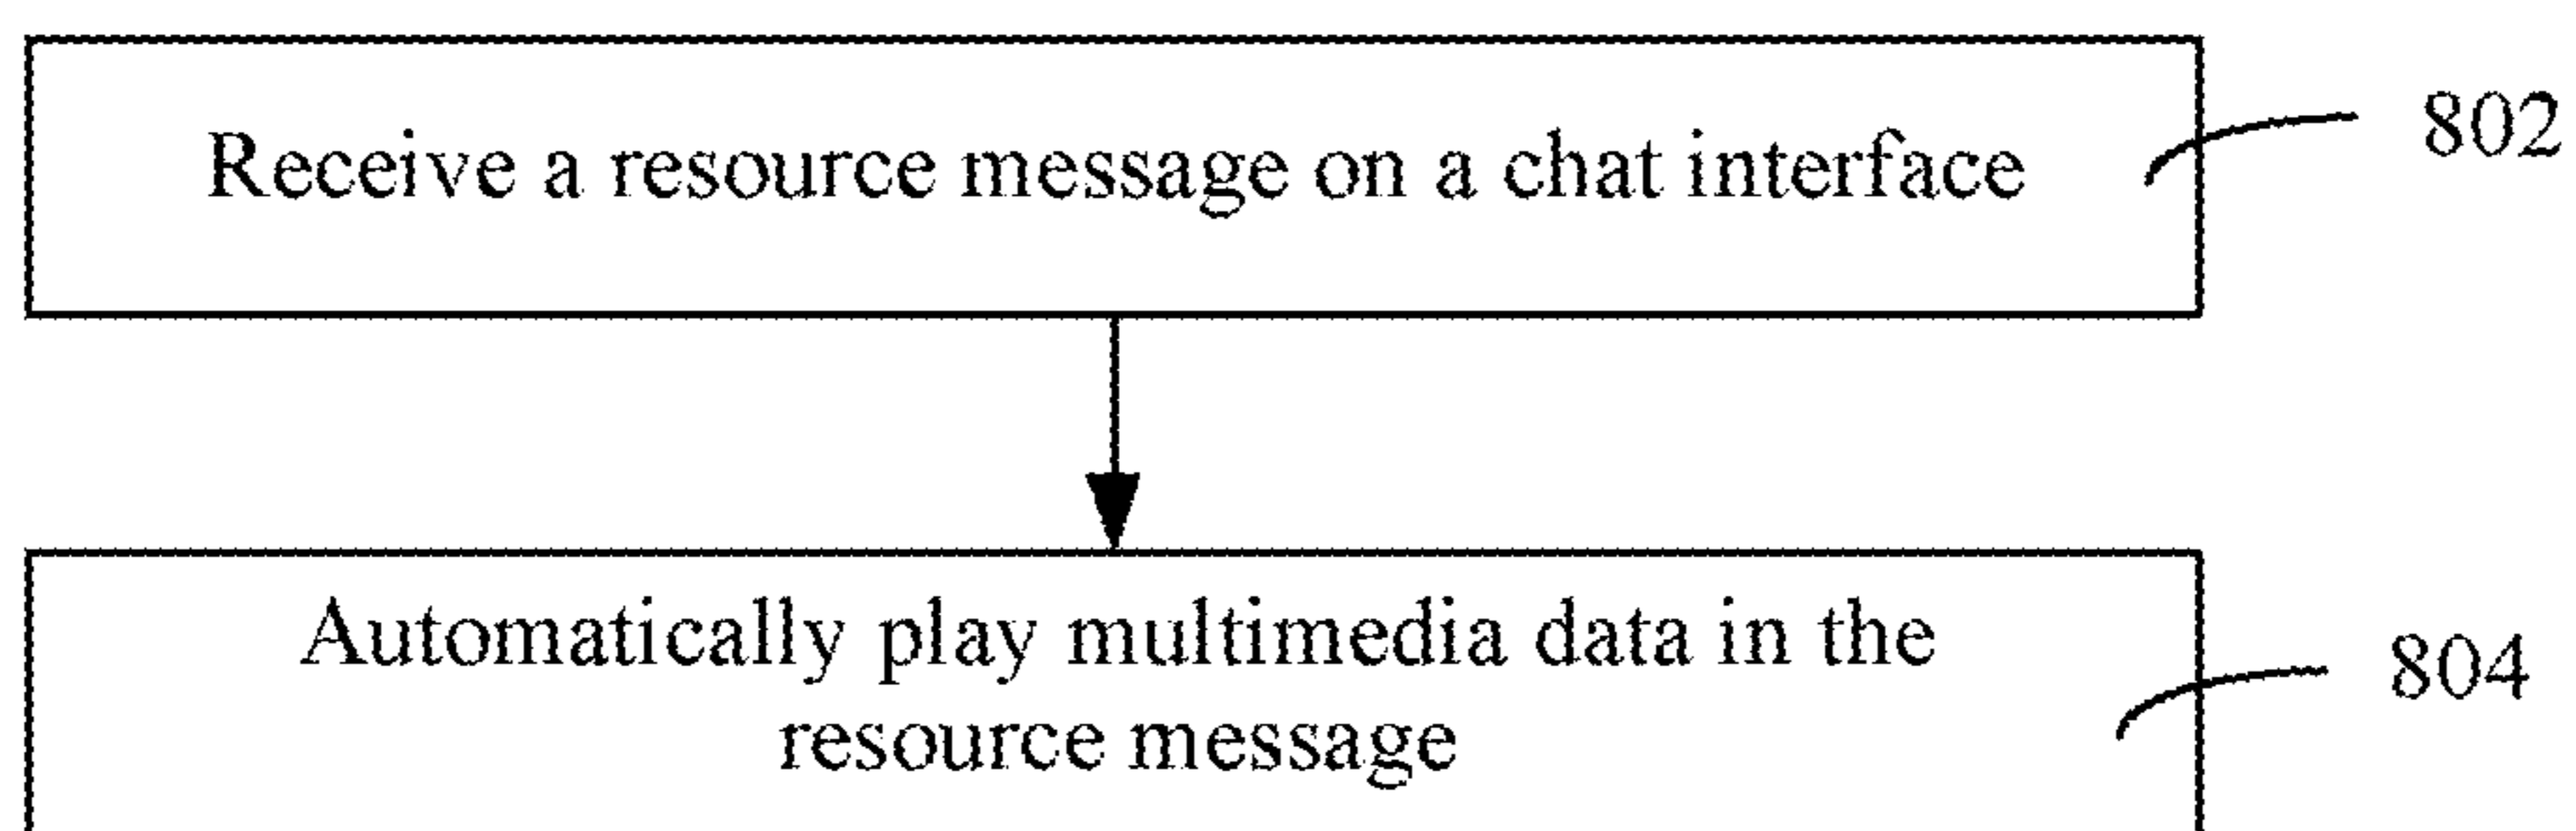 Receive a resource message on a chat interface
802
Automatically play multimedia data in the
804
resource message